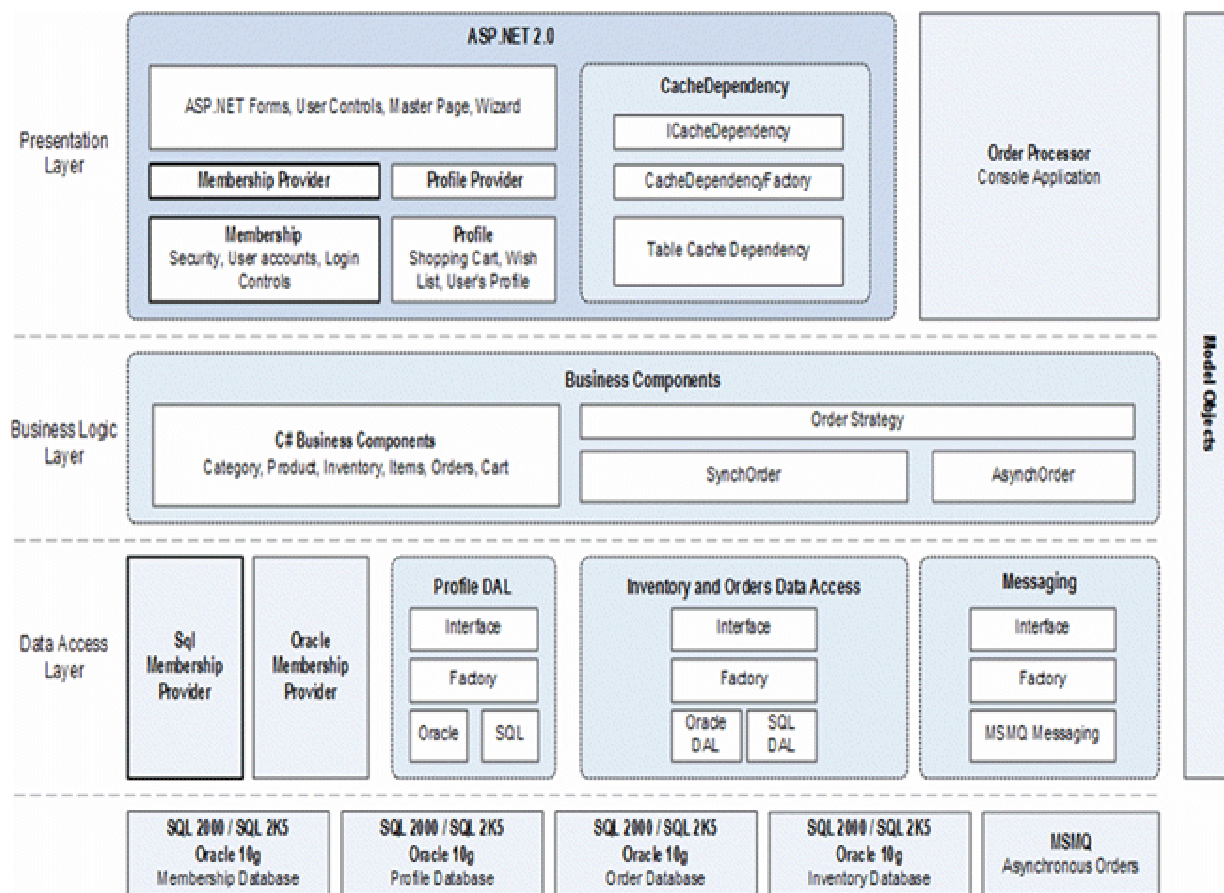 ASP.NET 2.0
Presentation
Layer
ASP.NET Forms, User Controls, Master Page, Wizard
Membership Provider
Profile Provider
Membership
Security, User accounts, Login
Controls
Profile
Shopping Cart, Wish
List, User's Profile
CacheDependency
ICacheDependency
CacheDependencyFactory
Table Cache Dependency
Order Processor
Console Application
Model Objects
Business Logic
Layer
Business Components
C# Business Components
Category, Product, Inventory, Items, Orders, Cart
Order Strategy
SynchOrder
AsynchOrder
Data Access
Layer
Sql
Membership
Provider
Oracle
Membership
Provider
Profile DAL
Interface
Factory
Oracle
SQL
Inventory and Orders Data Access
Interface
Factory
Oracle
DAL
SQL
DAL
Messaging
Interface
Factory
MSMQ Messaging
SQL 2000 / SQL 2K5
Oracle 10g
Membership Database
SQL 2000 / SQL 2K5
Oracle 10g
Profile Database
SQL 2000 / SQL 2K5
Oracle 10g
Order Database
SQL 2000 / SQL 2K5
Oracle 10g
Inventory Database
MSMQ
Asynchronous Orders